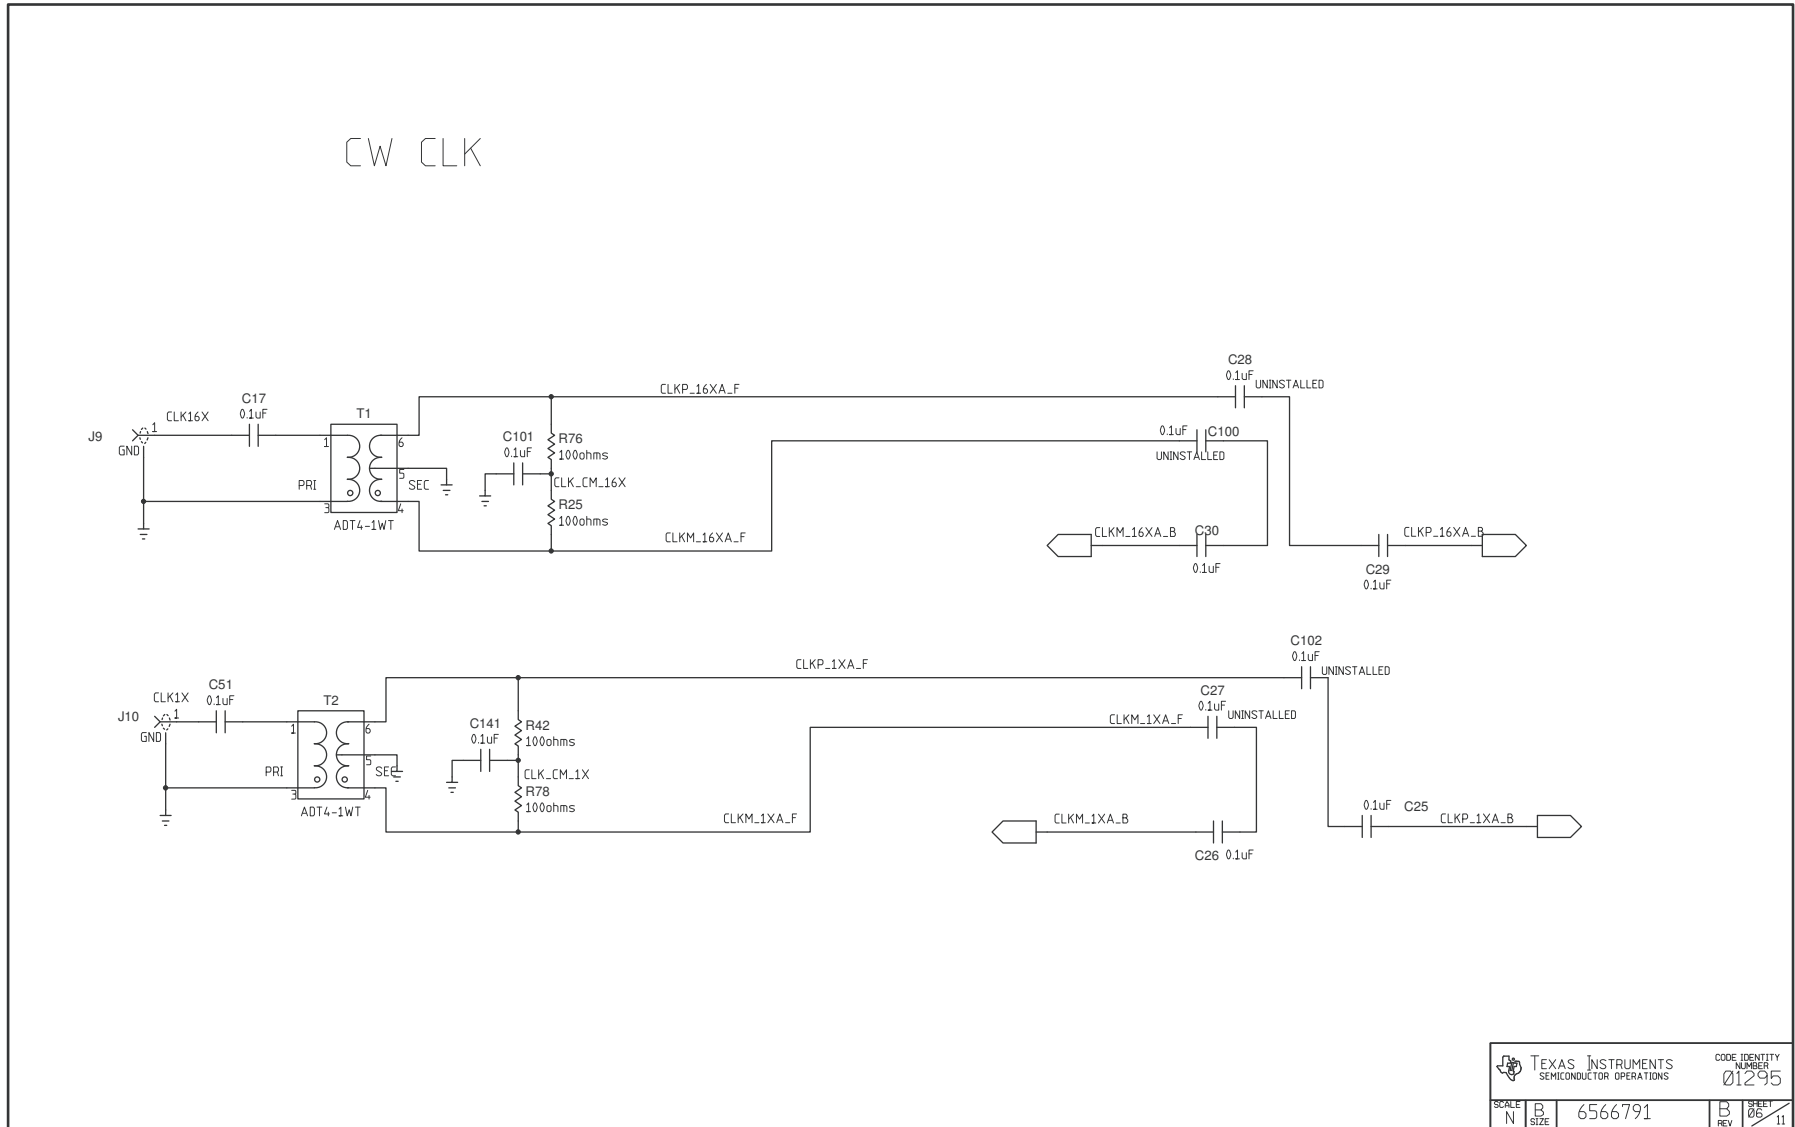 CW CLK
C28
0.1uF
UNINSTALLED
CLKP_16XA_F
C17
0.1uF
CLK16X
T1
J9
1
GND
1
6
5
PRI
SEC
3
4
ADT4-1WT
C101
0.1uF
R76
100ohms
CLK_CM_16X
R25
100ohms
CLKM_16XA_F
0.1uF
C100
UNINSTALLED
CLKM_16XA_B
C30
0.1uF
CLKP_16XA_B
C29
0.1uF
C102
0.1uF
UNINSTALLED
CLKP_1XA_F
C51
0.1uF
CLK1X
T2
J10
1
GND
1
6
5
PRI
SEC
3
4
ADT4-1WT
C141
0.1uF
R42
100ohms
CLK_CM_1X
R78
100ohms
CLKM_1XA_F
CLKM_1XA_F
C27
0.1uF
UNINSTALLED
CLKM_1XA_B
C26 0.1uF
0.1uF C25
CLKP_1XA_B
TEXAS INSTRUMENTS
SEMICONDUCTOR OPERATIONS
CODE IDENTITY
NUMBER
01295
SCALE
N
B
SIZE
6566791
B
REV
SHEET
06
11